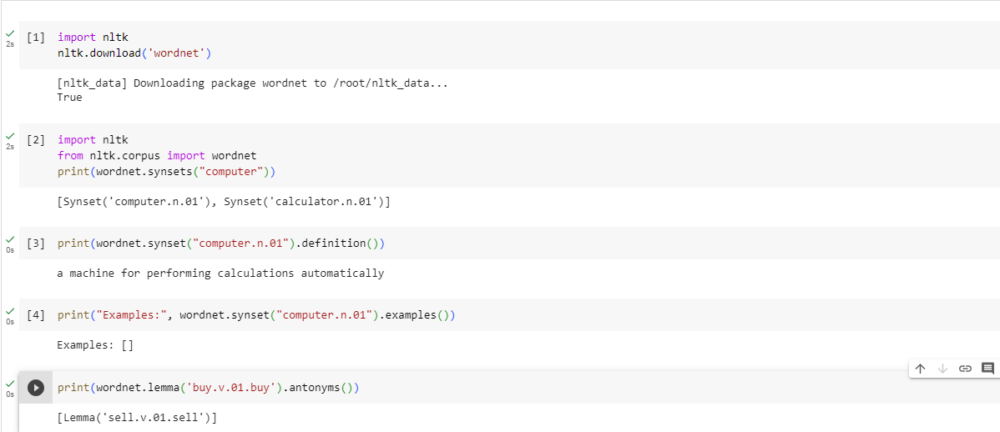 2s
[1] import nltk
nltk.download('wordnet')
[nltk_data] Downloading package wordnet to /root/nltk_data...
True
2s
[2] import nltk
from nltk.corpus import wordnet
print(wordnet.synsets("computer"))
[Synset('computer.n.01'), Synset('calculator.n.01')]
0s
[3] print(wordnet.synset("computer.n.01").definition())
a machine for performing calculations automatically
0s
[4] print("Examples:", wordnet.synset("computer.n.01").examples())
Examples: []
0s
print(wordnet.lemma('buy.v.01.buy').antonyms())
[Lemma('sell.v.01.sell')]